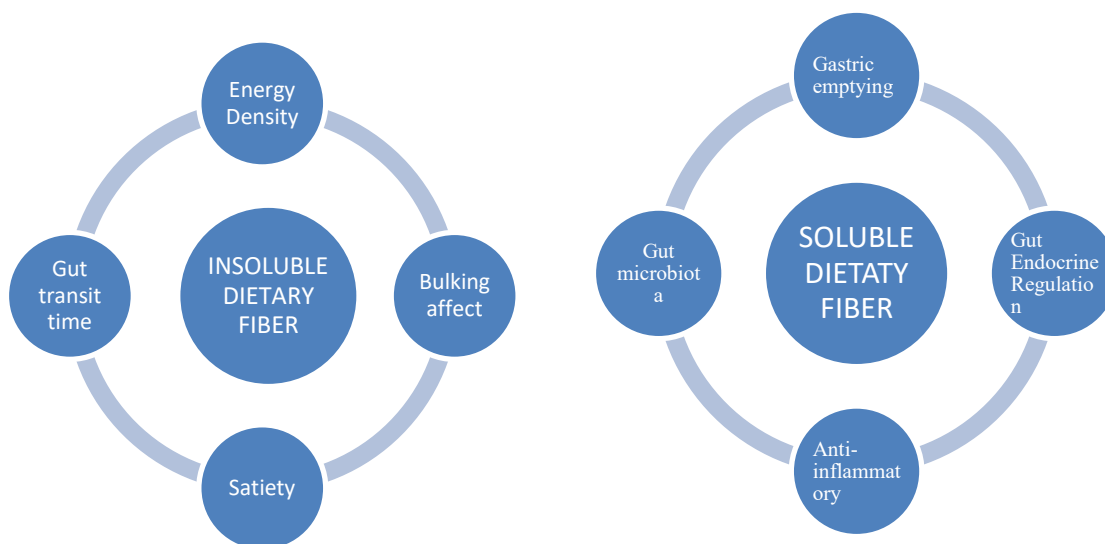 Energy
Density
INSOLUBLE
DIETARY
FIBER
Gut
transit
time
Bulking
affect
Satiety
Gastric
emptying
SOLUBLE
DIETATY
FIBER
Gut
microbiot
a
Gut
Endocrine
Regulatio
n
Anti-
inflammat
ory